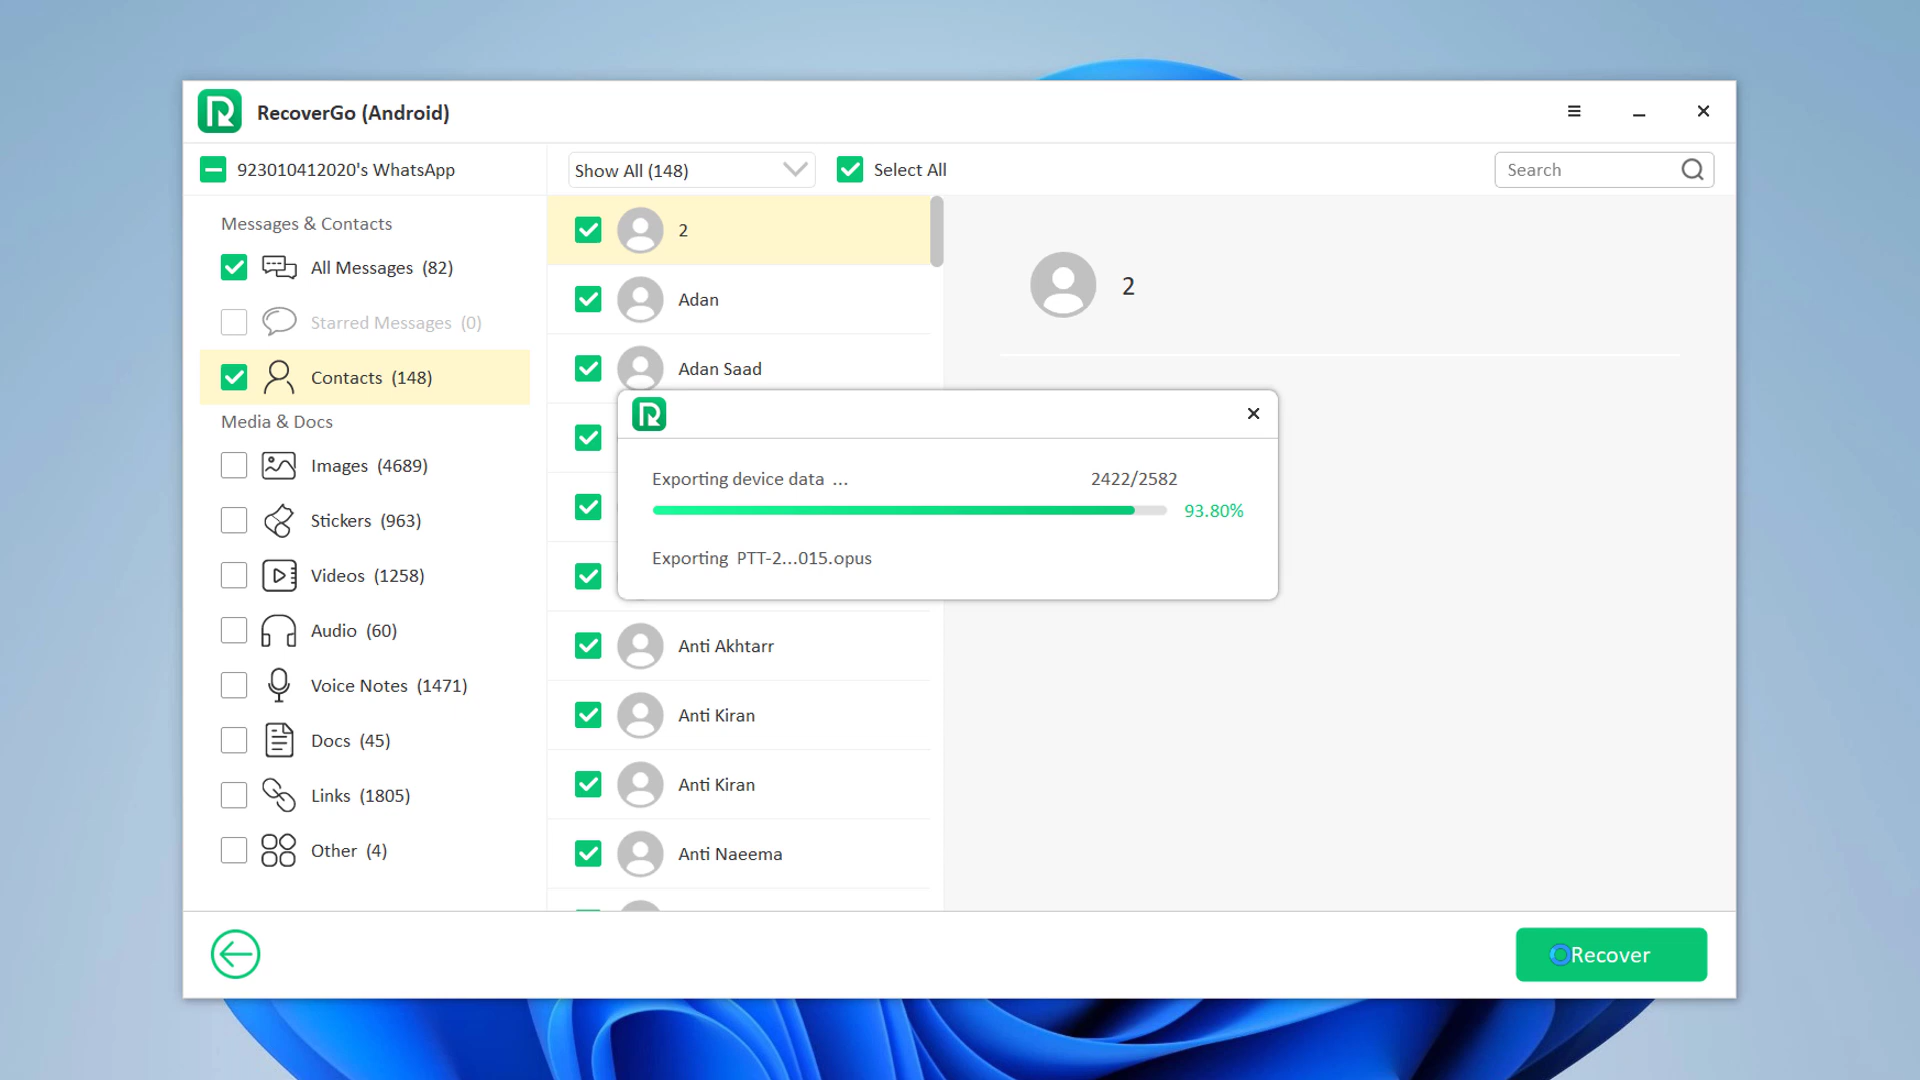 RecoverGo (Android)
923010412020's WhatsApp
Show All (148)
Select All
Search
Messages & Contacts
All Messages (82)
Starred Messages (0)
Contacts (148)
Media & Docs
Images (4689)
Stickers (963)
Videos (1258)
Audio (60)
Voice Notes (1471)
Docs (45)
Links (1805)
Other (4)
2
Adan
Adan Saad
Anti Akhtarr
Anti Kiran
Anti Kiran
Anti Naeema
2
Exporting device data ...
2422/2582
93.80%
Exporting PTT-2...015.opus
Recover